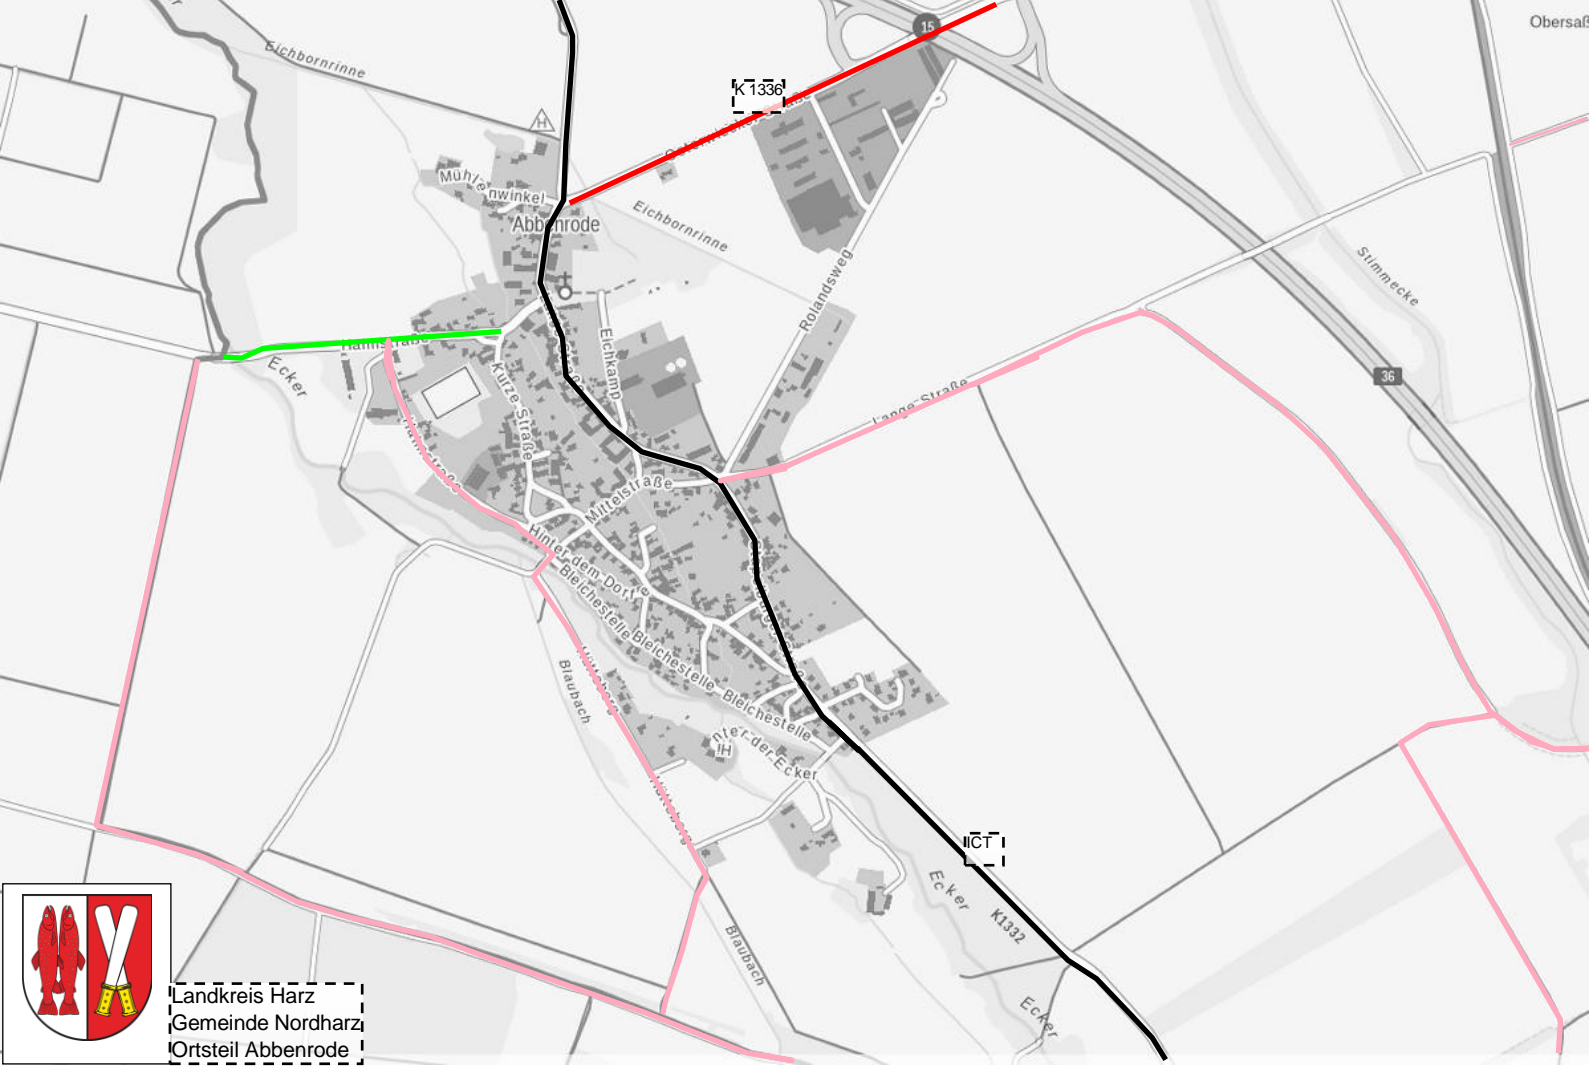 Obersaß
15
Eichbornrinne
K 1336
H
Mühlenwinkel
Abbenrode
Eichbornrinne
Rolandsweg
Stimmecke
Eichkamp
Ecker
Kurze Straße
36
Lange Straße
Mittelstraße
Hinter dem Dorfe
Bleichestelle
Bleichestelle
Bleichestelle
Blaubach
Hütteberg
Hinter der Ecker
Hütteberg
ICT
Ecker
K1332
Blaubach
Ecker
Landkreis Harz
Gemeinde Nordharz
Ortsteil Abbenrode